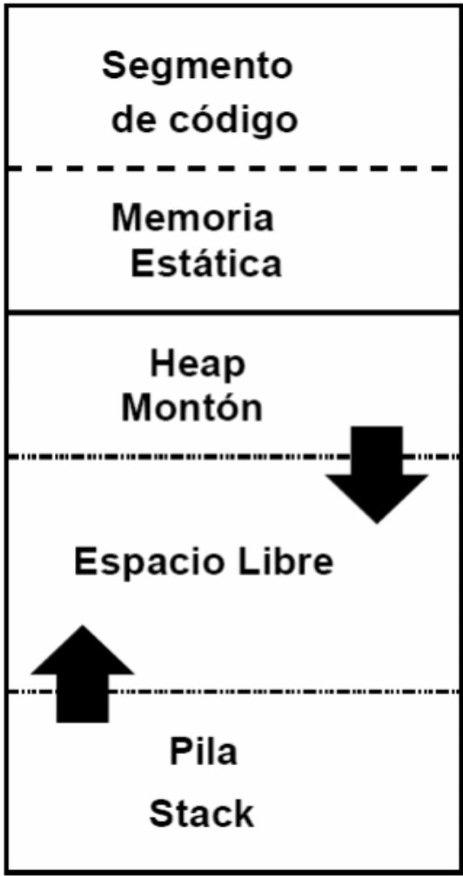 Segmento
de código
Memoria
Estática
Heap
Montón
Espacio Libre
Pila
Stack